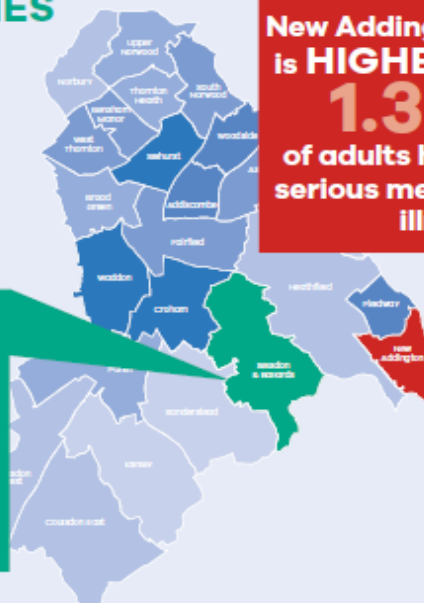 IES
New Adding
is HIGHE
1.3
of adults h
serious me
ill
Upper
Norwood
Norbury
Thornton
Heath
South
Norwood
Bensham
Manor
West
Thornton
Woodside
Selhurst
Broad
Green
Addiscombe
Fairfield
Waddon
Croham
Heathfield
Fieldway
New
Addington
Selsdon
& Ballards
Sanderstead
Kenley
Coulsdon East